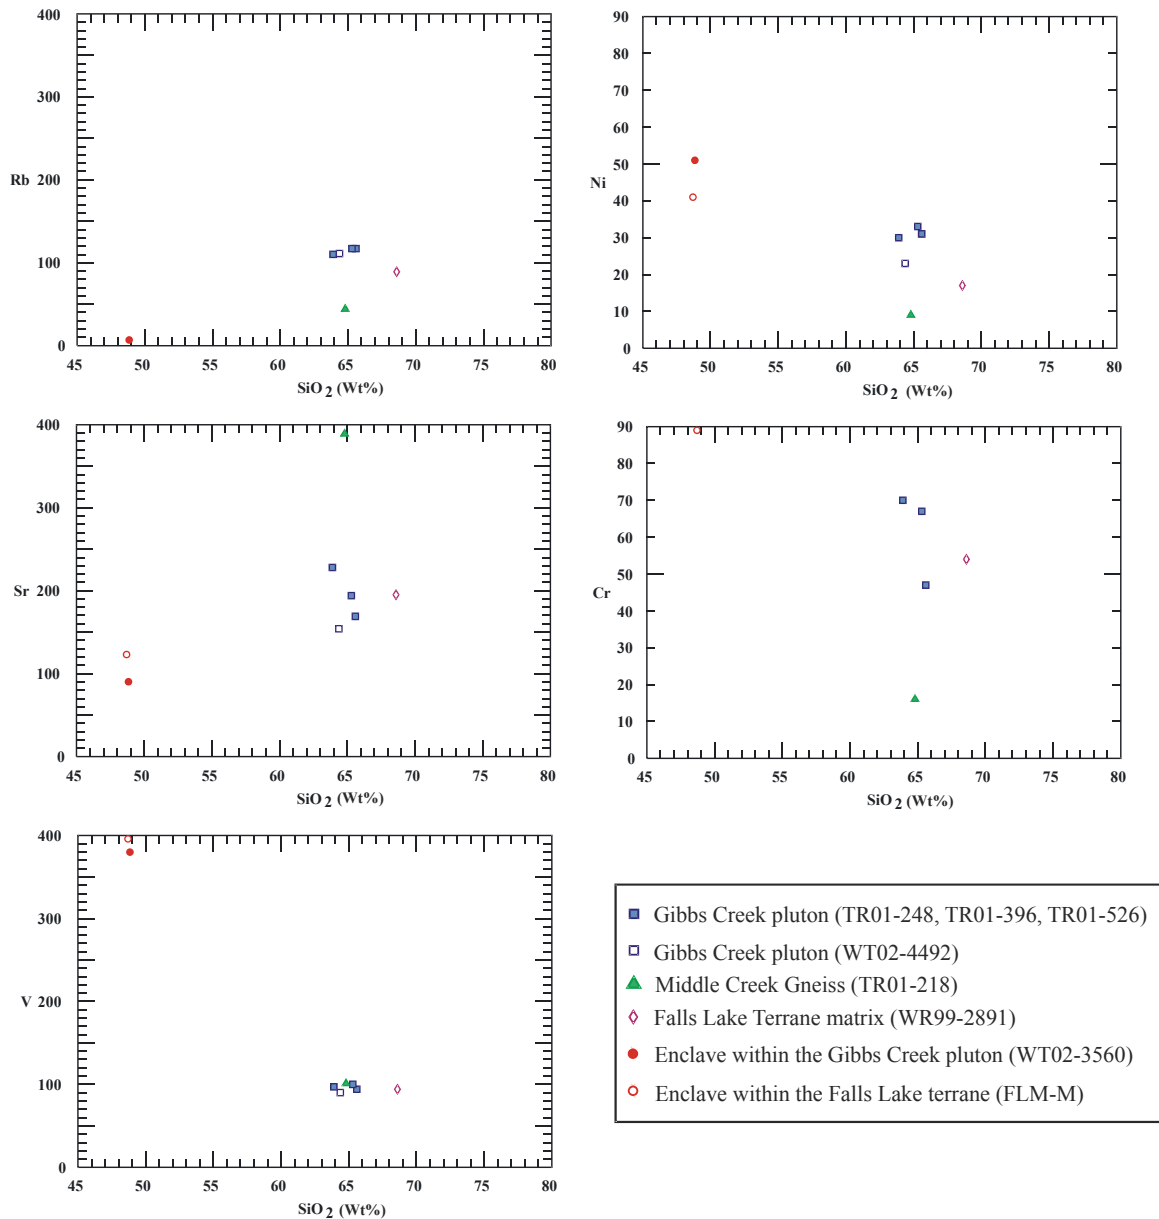 400
300
Rb 200
100
0
45 50 55 60 65 70 75 80
SiO2 (Wt%)
90
80
70
60
50
Ni
40
30
20
10
0
45 50 55 60 65 70 75 80
SiO2 (Wt%)
400
300
Sr 200
100
0
45 50 55 60 65 70 75 80
SiO2 (Wt%)
90
80
70
60
50
Cr
40
30
20
10
0
45 50 55 60 65 70 75 80
SiO2 (Wt%)
400
300
V 200
100
0
45 50 55 60 65 70 75 80
SiO2 (Wt%)
Gibbs Creek pluton (TR01-248, TR01-396, TR01-526)
Gibbs Creek pluton (WT02-4492)
Middle Creek Gneiss (TR01-218)
Falls Lake Terrane matrix (WR99-2891)
Enclave within the Gibbs Creek pluton (WT02-3560)
Enclave within the Falls Lake terrane (FLM-M)